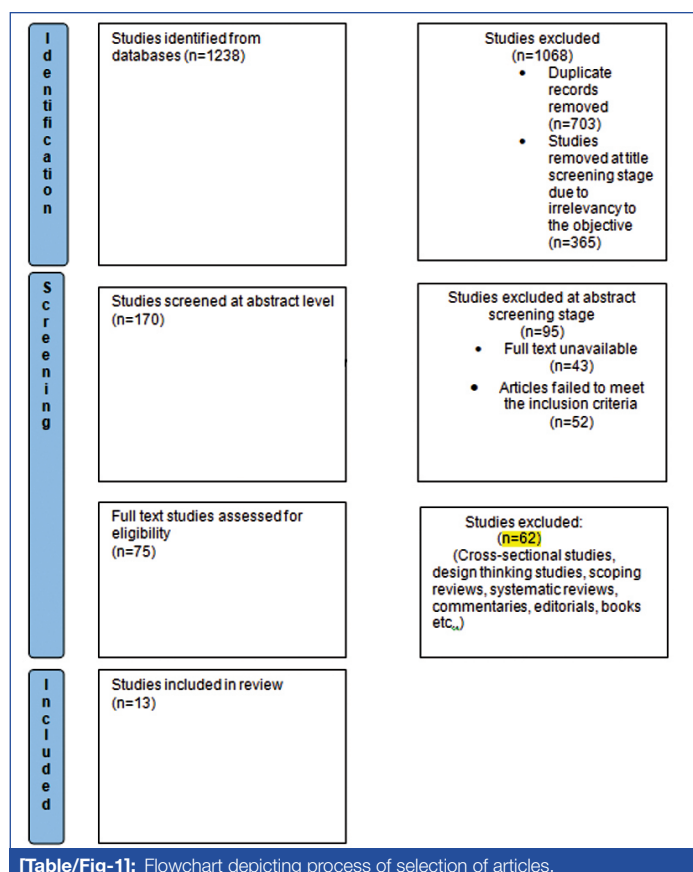 Identification
Studies identified from
databases (n=1238)
Studies excluded
(n=1068)
• Duplicate
records
removed
(n=703)
• Studies
removed at title
screening stage
due to
irrelevancy to
the objective
(n=365)
Screening
Studies screened at abstract level
(n=170)
Studies excluded at abstract
screening stage
(n=95)
• Full text unavailable
(n=43)
• Articles failed to meet
the inclusion criteria
(n=52)
Full text studies assessed for
eligibility
(n=75)
Studies excluded:
(n=62)
(Cross-sectional studies,
design thinking studies, scoping
reviews, systematic reviews,
commentaries, editorials, books
etc.,)
Included
Studies included in review
(n=13)
[Table/Fig-1]: Flowchart depicting process of selection of articles.